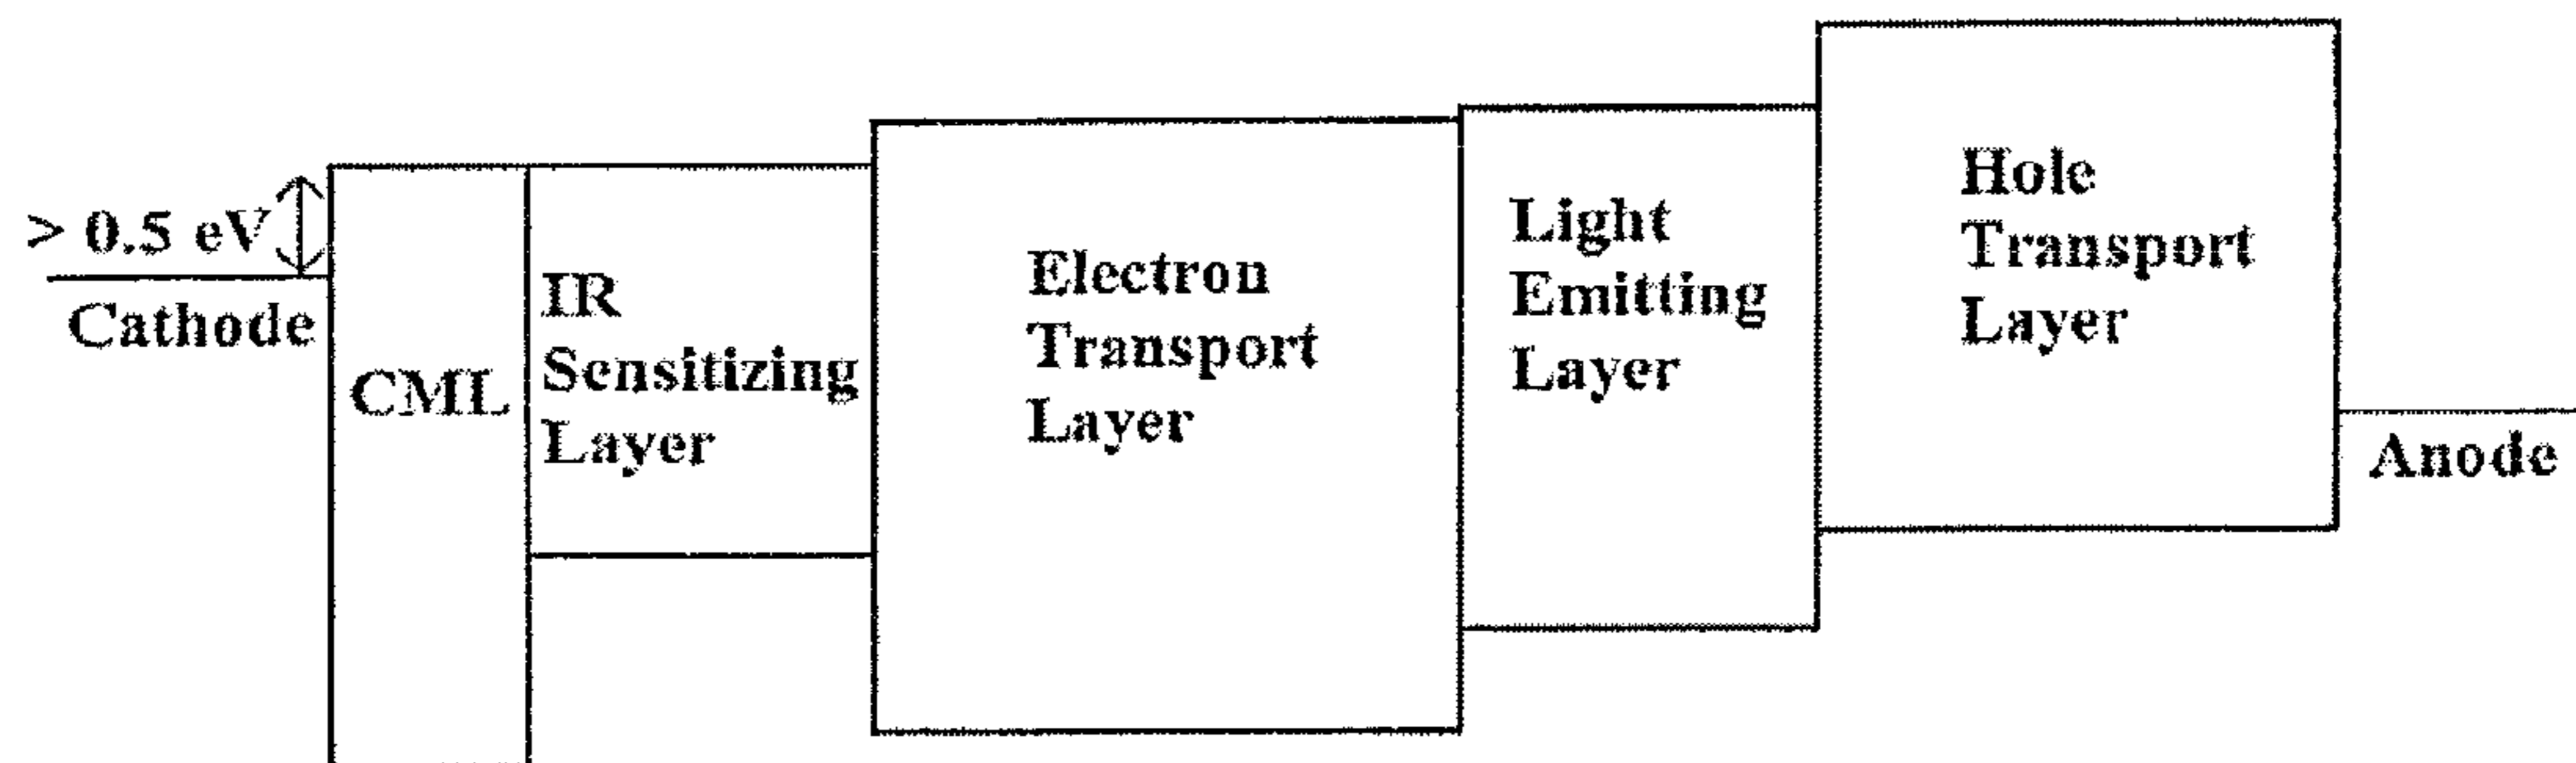 > 0.5 eV
Cathode
CML
IR
Sensitizing
Layer
Electron
Transport
Layer
Light
Emitting
Layer
Hole
Transport
Layer
Anode